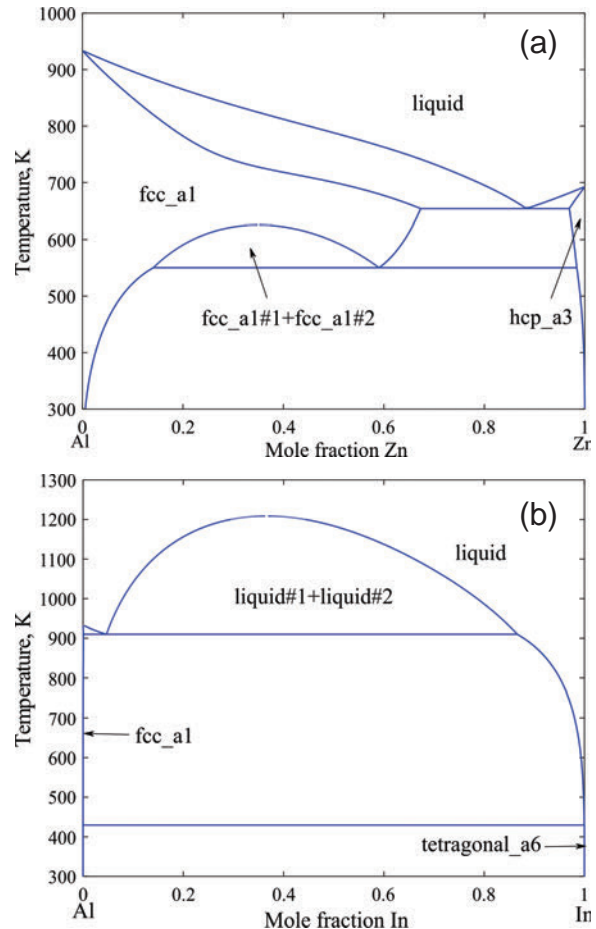 (a)
1000
900
800
700
600
500
400
300
Temperature, K
liquid
fcc_a1
fcc_a1#1+fcc_a1#2
hcp_a3
0 0.2 0.4 0.6 0.8 1
Al Mole fraction Zn Zn
(b)
1300
1200
1100
1000
900
800
700
600
500
400
300
Temperature, K
liquid
liquid#1+liquid#2
fcc_a1
tetragonal_a6
0 0.2 0.4 0.6 0.8 1
Al Mole fraction In In